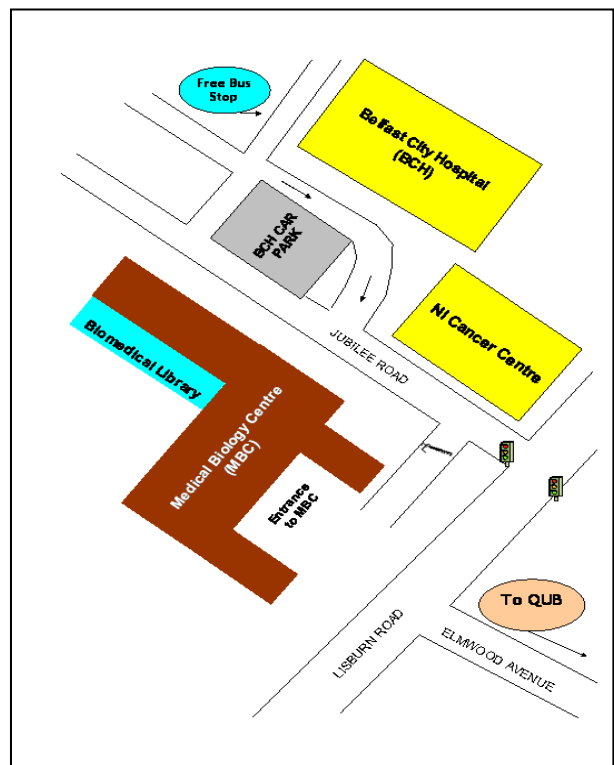 Free Bus
Stop
Belfast City Hospital
(BCH)
BCH CAR
PARK
NI Cancer Centre
JUBILEE ROAD
Biomedical Library
Medical Biology Centre
(MBC)
Entrance
to MBC
To QUB
LISBURN ROAD
ELMWOOD AVENUE